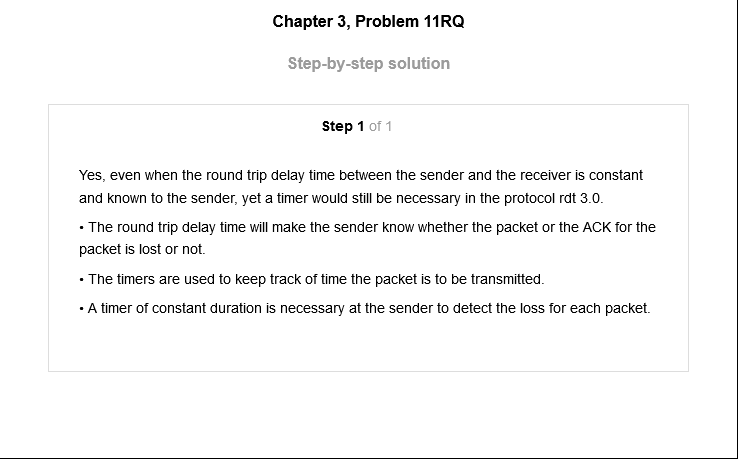 Chapter 3, Problem 11RQ
Step-by-step solution
Step 1 of 1
Yes, even when the round trip delay time between the sender and the receiver is constant
and known to the sender, yet a timer would still be necessary in the protocol rdt 3.0.
• The round trip delay time will make the sender know whether the packet or the ACK for the
packet is lost or not.
• The timers are used to keep track of time the packet is to be transmitted.
• A timer of constant duration is necessary at the sender to detect the loss for each packet.